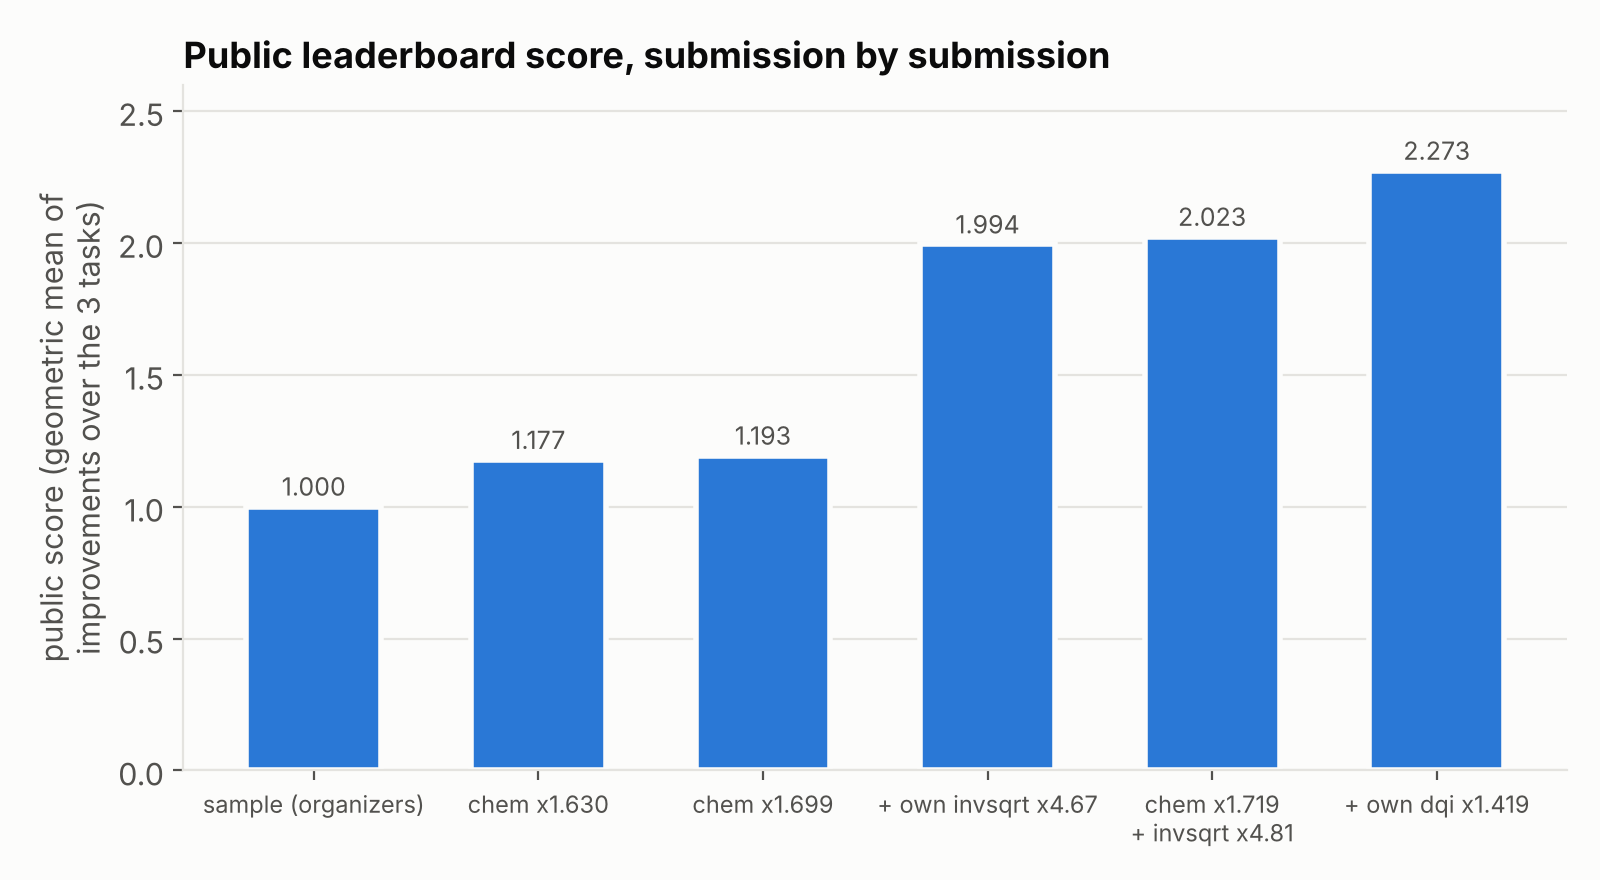 Public leaderboard score, submission by submission
public score (geometric mean of
improvements over the 3 tasks)
2.5
2.0
1.5
1.0
0.5
0.0
1.000
1.177
1.193
1.994
2.023
2.273
sample (organizers)
chem x1.630
chem x1.699
+ own invsqrt x4.67
chem x1.719
+ invsqrt x4.81
+ own dqi x1.419